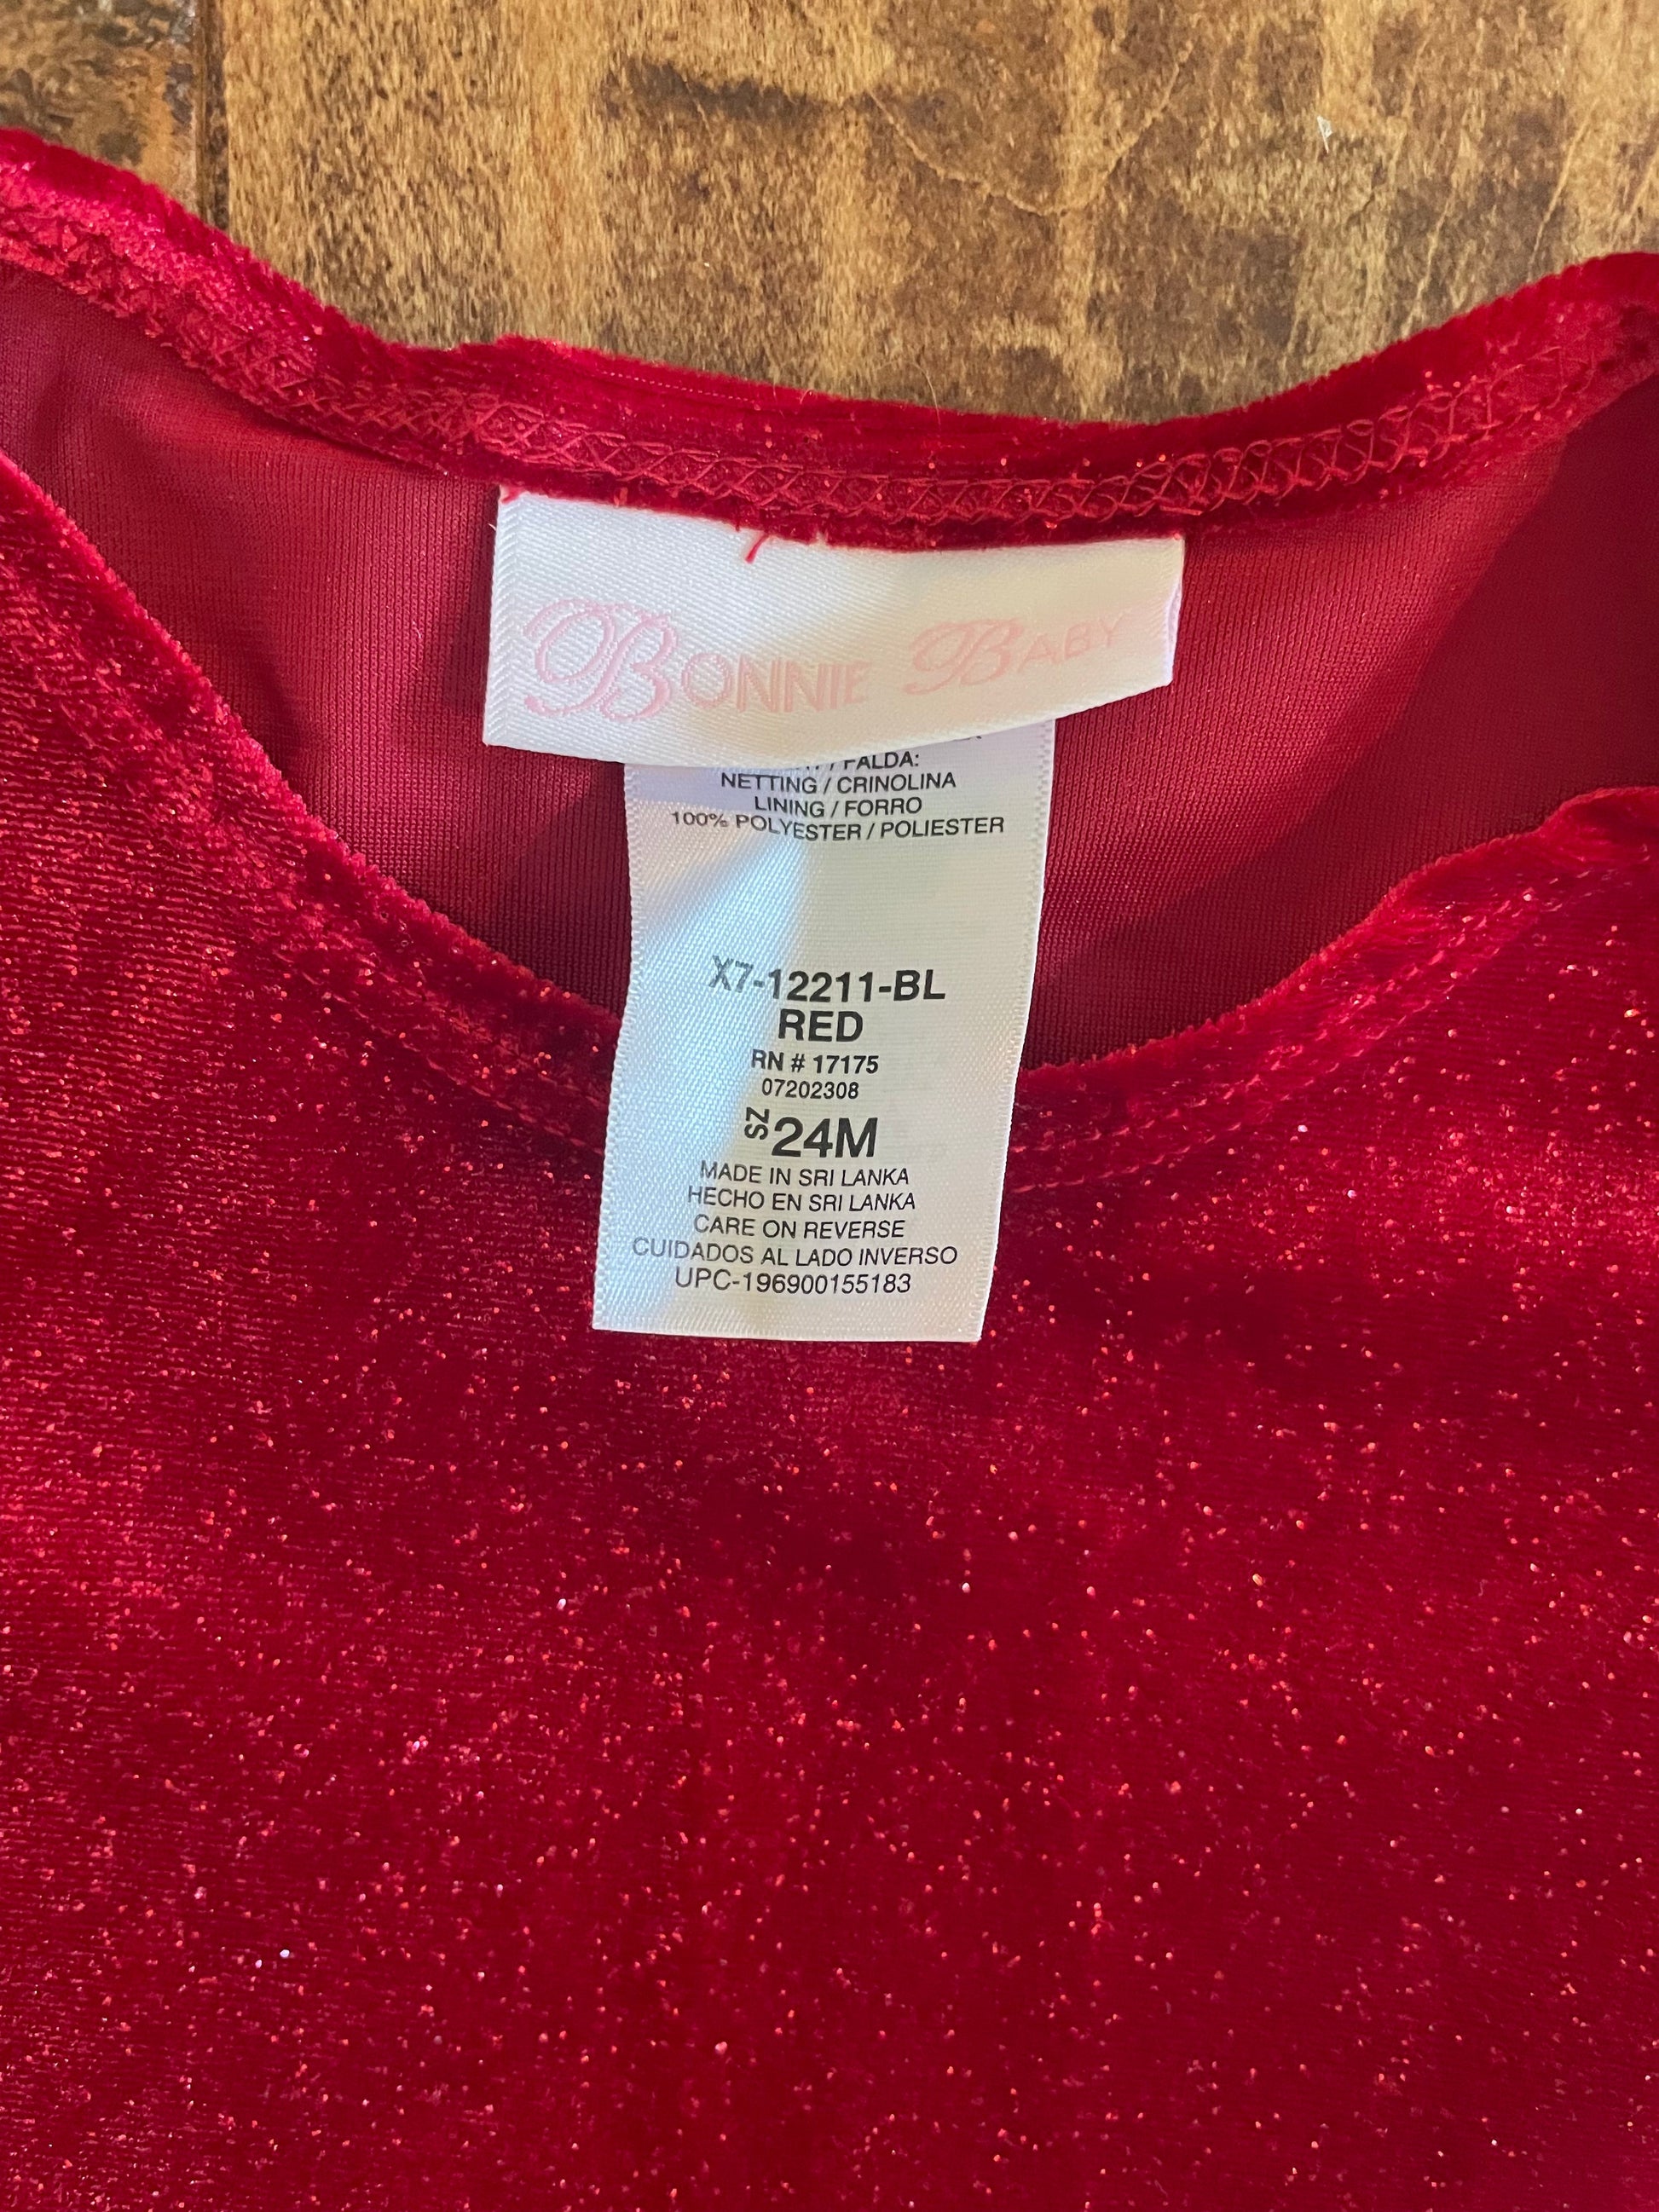 BONNIE BABY
/ FALDA:
NETTING / CRINOLINA
LINING / FORRO
100% POLYESTER / POLIESTER
X7-12211-BL
RED
RN # 17175
07202308
SZ 24M
MADE IN SRI LANKA
HECHO EN SRI LANKA
CARE ON REVERSE
CUIDADOS AL LADO INVERSO
UPC-196900155183